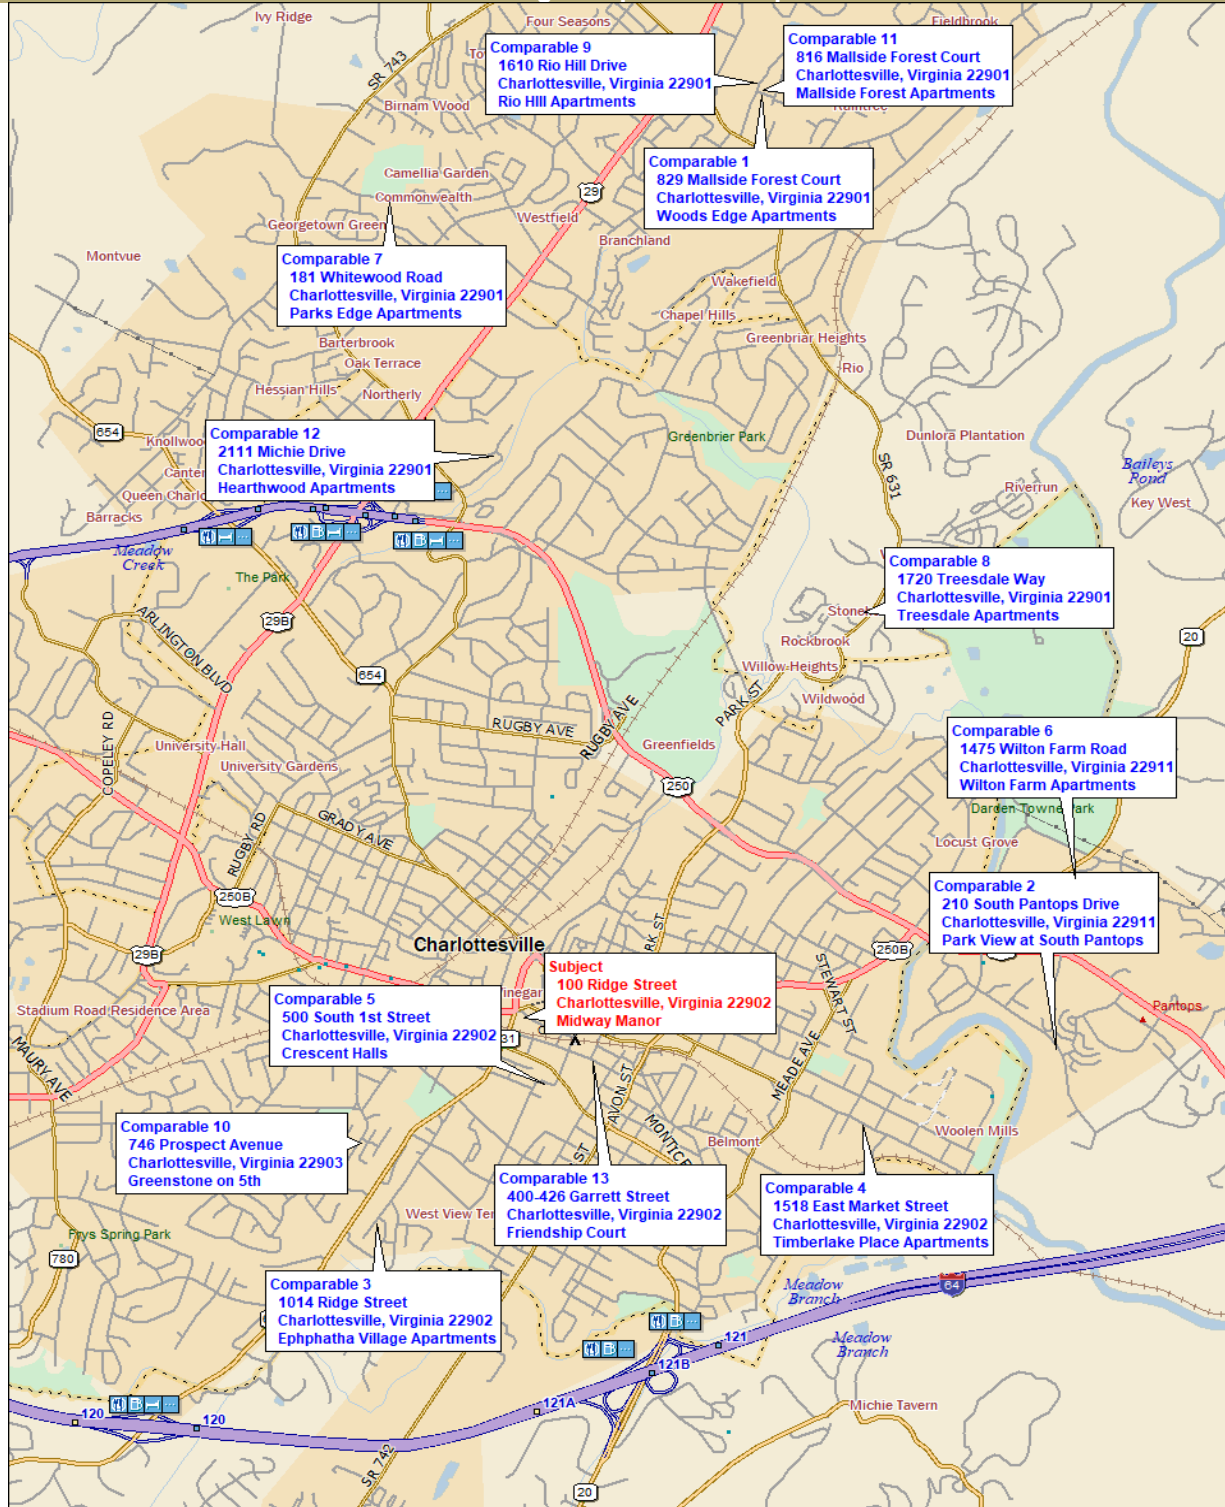 Ivy Ridge
Four Seasons
Fieldbrook
SR 743
Comparable 9
1610 Rio Hill Drive
Charlottesville, Virginia 22901
Rio HIll Apartments
Comparable 11
816 Mallside Forest Court
Charlottesville, Virginia 22901
Mallside Forest Apartments
Birnam Wood
Comparable 1
829 Mallside Forest Court
Charlottesville, Virginia 22901
Woods Edge Apartments
Camellia Garden
Commonwealth
29
Georgetown Green
Westfield
Branchland
Montvue
Comparable 7
181 Whitewood Road
Charlottesville, Virginia 22901
Parks Edge Apartments
Wakefield
Chapel Hills
Greenbriar Heights
Barterbrook
Oak Terrace
Rio
Hessian Hills
Northerly
654
Comparable 12
2111 Michie Drive
Charlottesville, Virginia 22901
Hearthwood Apartments
Greenbrier Park
Dunlora Plantation
SR 631
Baileys
Pond
Riverrun
Key West
Barracks
Meadow
Creek
The Park
Comparable 8
1720 Treesdale Way
Charlottesville, Virginia 22901
Treesdale Apartments
ARLINGTON BLVD
29B
20
Rockbrook
Willow Heights
654
Wildwood
PARK ST
COPELEY RD
RUGBY AVE
RUGBY AVE
Greenfields
University Hall
University Gardens
Comparable 6
1475 Wilton Farm Road
Charlottesville, Virginia 22911
Wilton Farm Apartments
250
Darden Towne Park
GRADY AVE
RUGBY RD
Locust Grove
250B
West Lawn
Comparable 2
210 South Pantops Drive
Charlottesville, Virginia 22911
Park View at South Pantops
Charlottesville
RK ST
29B
250B
STEWART ST
Subject
100 Ridge Street
Charlottesville, Virginia 22902
Midway Manor
Comparable 5
500 South 1st Street
Charlottesville, Virginia 22902
Crescent Halls
Stadium Road Residence Area
Pantops
31
MAURY AVE
MEADE AVE
AVON ST
Comparable 10
746 Prospect Avenue
Charlottesville, Virginia 22903
Greenstone on 5th
MONTICE
Belmont
Woolen Mills
ST
Comparable 13
400-426 Garrett Street
Charlottesville, Virginia 22902
Friendship Court
Comparable 4
1518 East Market Street
Charlottesville, Virginia 22902
Timberlake Place Apartments
West View Ter
Frys Spring Park
780
Comparable 3
1014 Ridge Street
Charlottesville, Virginia 22902
Ephphatha Village Apartments
64
Meadow
Branch
Meadow
Branch
121
121B
120
120
121A
Michie Tavern
SR 742
20